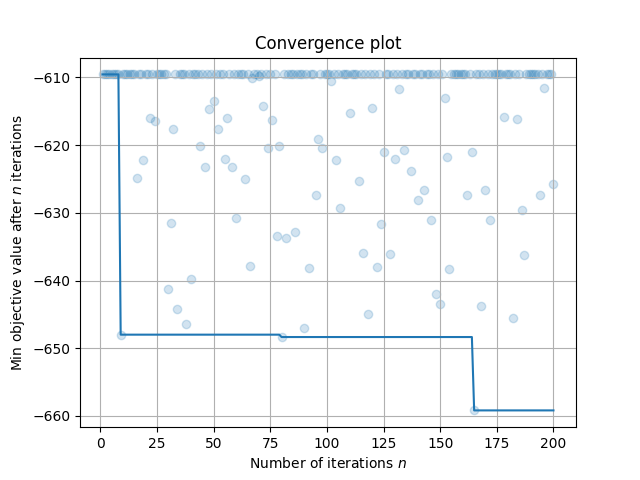 Convergence plot
Min objective value after n iterations
−610
−620
−630
−640
−650
−660
0 25 50 75 100 125 150 175 200
Number of iterations n